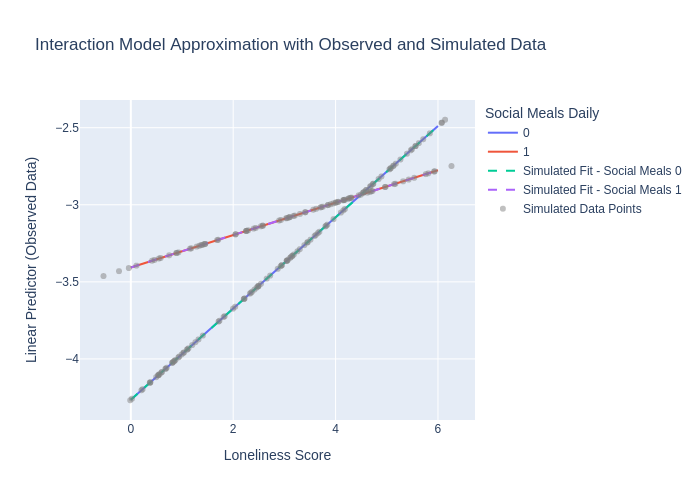 Interaction Model Approximation with Observed and Simulated Data
Social Meals Daily
0
1
Simulated Fit - Social Meals 0
Simulated Fit - Social Meals 1
Simulated Data Points
Linear Predictor (Observed Data)
−2.5
−3
−3.5
−4
0
2
4
6
Loneliness Score